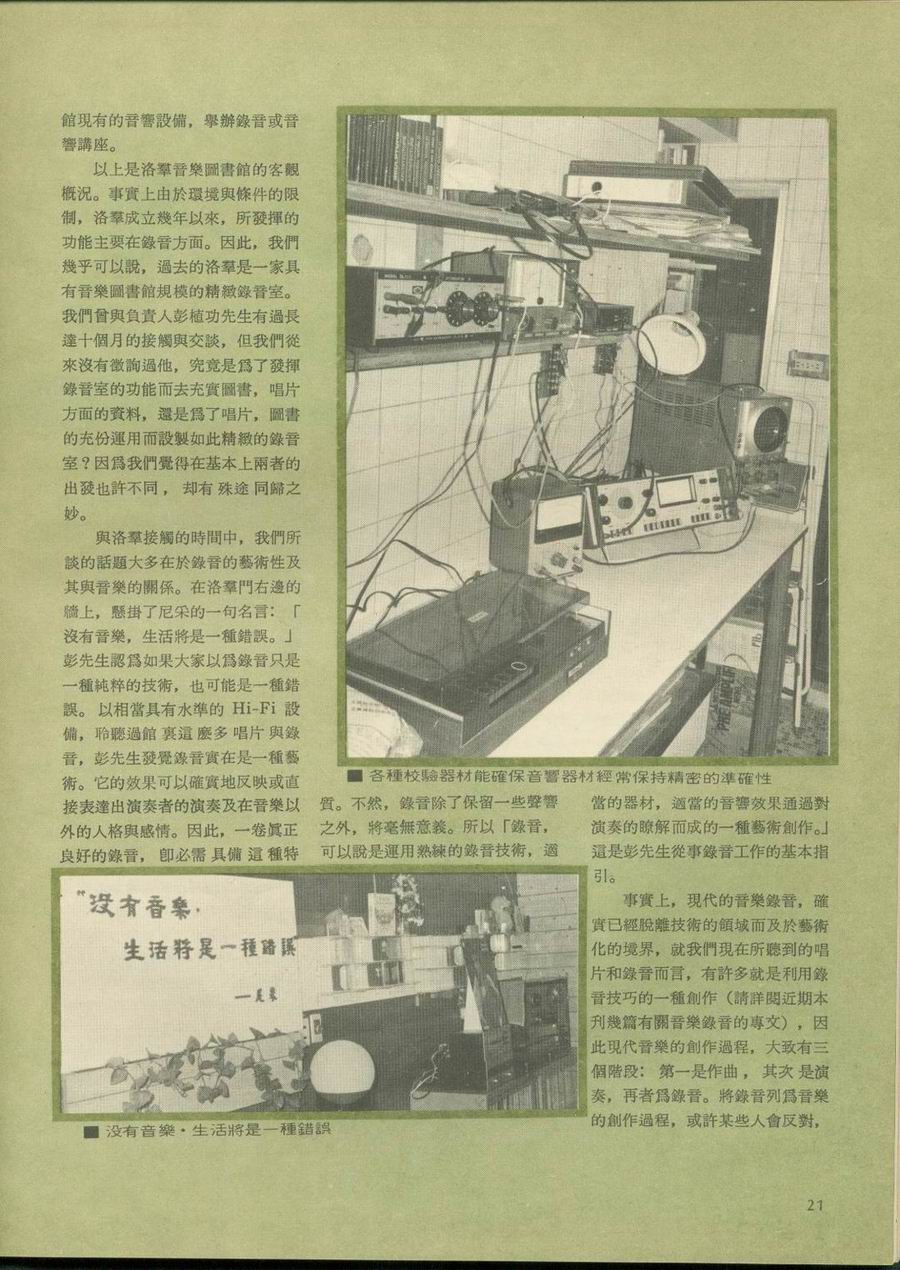 館現有的音響設備，舉辦錄音或音
響講座。
以上是洛羣音樂圖書館的客觀
概況。事實上由於環境與條件的限
制，洛羣成立幾年以來，所發揮的
功能主要在錄音方面。因此，我們
幾乎可以說，過去的洛羣是一家具
有音樂圖書館規模的精緻錄音室。
我們曾與負責人彭植功先生有過長
達十個月的接觸與交談，但我們從
來沒有徵詢過他，究竟是爲了發揮
錄音室的功能而去充實圖書，唱片
方面的資料，還是爲了唱片，圖書
的充份運用而設製如此精緻的錄音
室？因爲我們覺得在基本上兩者的
出發也許不同，却有殊途同歸之
妙。
與洛羣接觸的時間中，我們所
談的話題大多在於錄音的藝術性及
其與音樂的關係。在洛羣門右邊的
牆上，懸掛了尼采的一句名言：「
沒有音樂，生活將是一種錯誤。」
彭先生認爲如果大家以爲錄音只是
一種純粹的技術，也可能是一種錯
誤。以相當具有水準的 Hi-Fi 設
備，聆聽過館裏這麼多唱片與錄
音，彭先生發覺錄音實在是一種藝
術。它的效果可以確實地反映或直
接表達出演奏者的演奏及在音樂以
外的人格與感情。因此，一卷眞正
良好的錄音，卽必需具備這種特
■ 各種校驗器材能確保音響器材經常保持精密的準確性
質。不然，錄音除了保留一些聲響
之外，將毫無意義。所以「錄音，
可以說是運用熟練的錄音技術，適
當的器材，適當的音響效果通過對
演奏的瞭解而成的一種藝術創作。」
這是彭先生從事錄音工作的基本指
引。
事實上，現代的音樂錄音，確
實已經脫離技術的領域而及於藝術
化的境界，就我們現在所聽到的唱
片和錄音而言，有許多就是利用錄
音技巧的一種創作（請詳閱近期本
刋幾篇有關音樂錄音的專文），因
此現代音樂的創作過程，大致有三
個階段：第一是作曲，其次是演
奏，再者爲錄音。將錄音列爲音樂
的創作過程，或許某些人會反對，
“沒有音樂，
生活將是一種錯誤
—尼采
■ 沒有音樂・生活將是一種錯誤
21